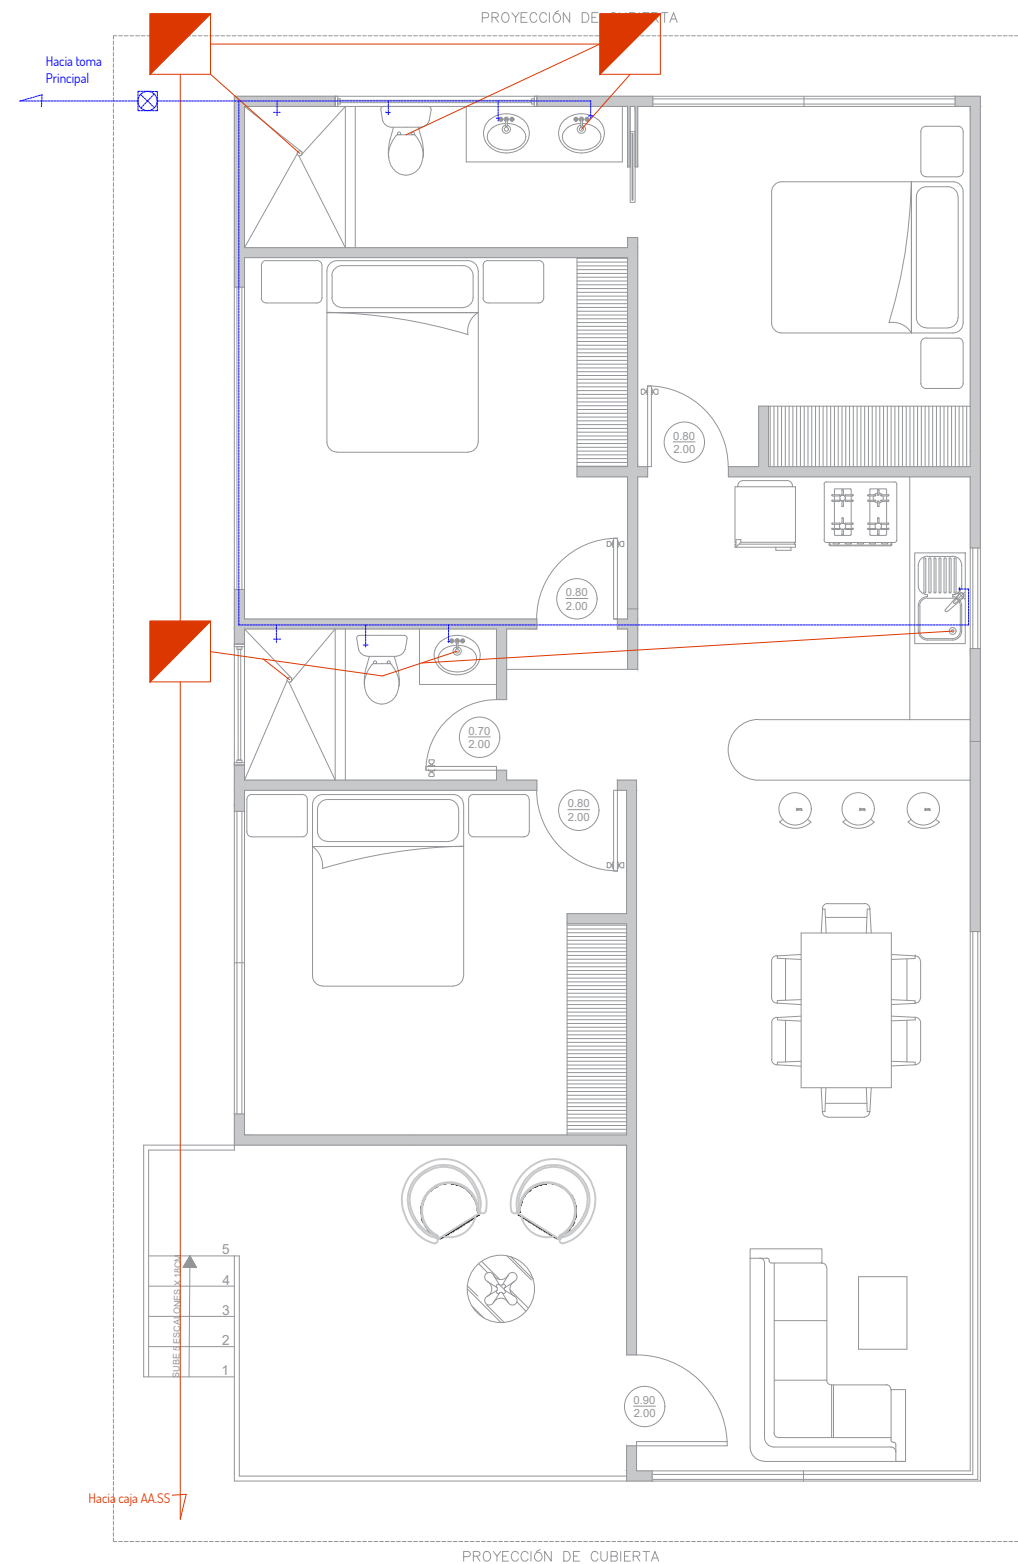 PROYECCIÓN DE CUBIERTA
Hacia toma
Principal
0.80
2.00
0.80
2.00
0.70
2.00
0.80
2.00
5
4
3
2
1
SUBE 5 ESCALONES X 18CM
0.90
2.00
Hacia caja AA.SS
PROYECCIÓN DE CUBIERTA